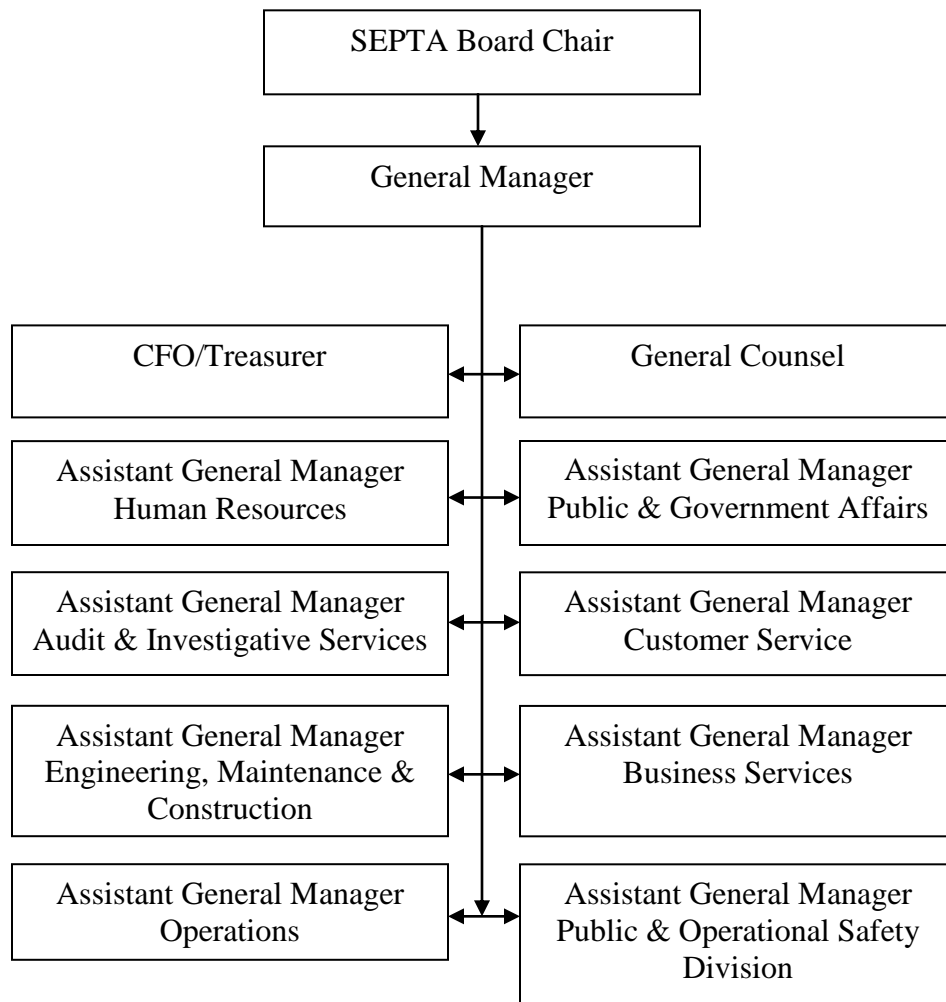 SEPTA Board Chair
General Manager
CFO/Treasurer
General Counsel
Assistant General Manager
Human Resources
Assistant General Manager
Public & Government Affairs
Assistant General Manager
Audit & Investigative Services
Assistant General Manager
Customer Service
Assistant General Manager
Engineering, Maintenance &
Construction
Assistant General Manager
Business Services
Assistant General Manager
Operations
Assistant General Manager
Public & Operational Safety
Division